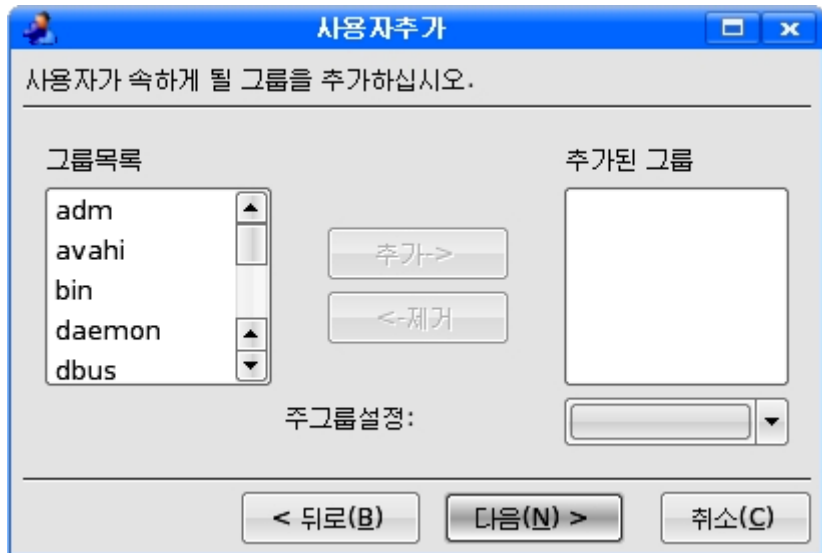 사용자추가
사용자가 속하게 될 그룹을 추가하십시오.
그룹목록
추가된 그룹
adm
avahi
bin
daemon
dbus
추가->
<-제거
주그룹설정:
< 뒤로(B)
다음(N) >
취소(C)